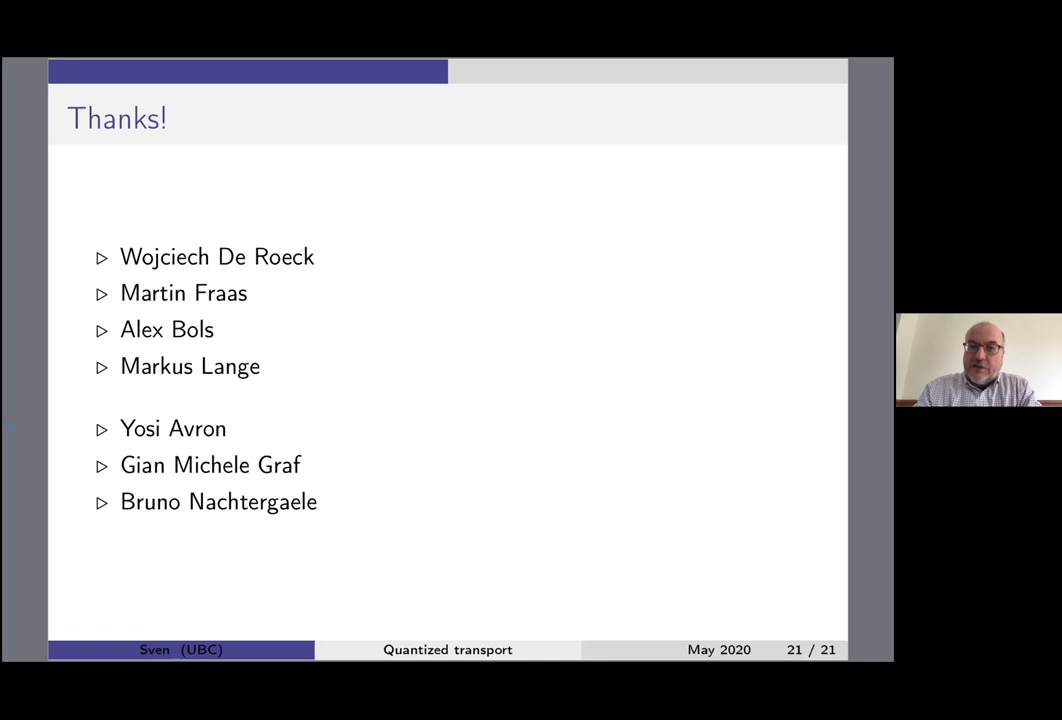 Thanks!
Wojciech De Roeck
Martin Fraas
Alex Bols
Markus Lange
Yosi Avron
Gian Michele Graf
Bruno Nachtergaele
Sven (UBC) Quantized transport May 2020 21 / 21